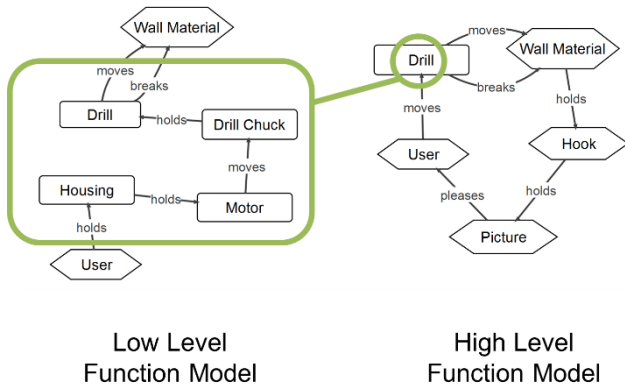 Wall Material
moves
breaks
Drill
holds
Drill Chuck
moves
Housing
holds
Motor
holds
User
moves
Wall Material
Drill
breaks
moves
holds
User
Hook
pleases
holds
Picture
Low Level
Function Model
High Level
Function Model